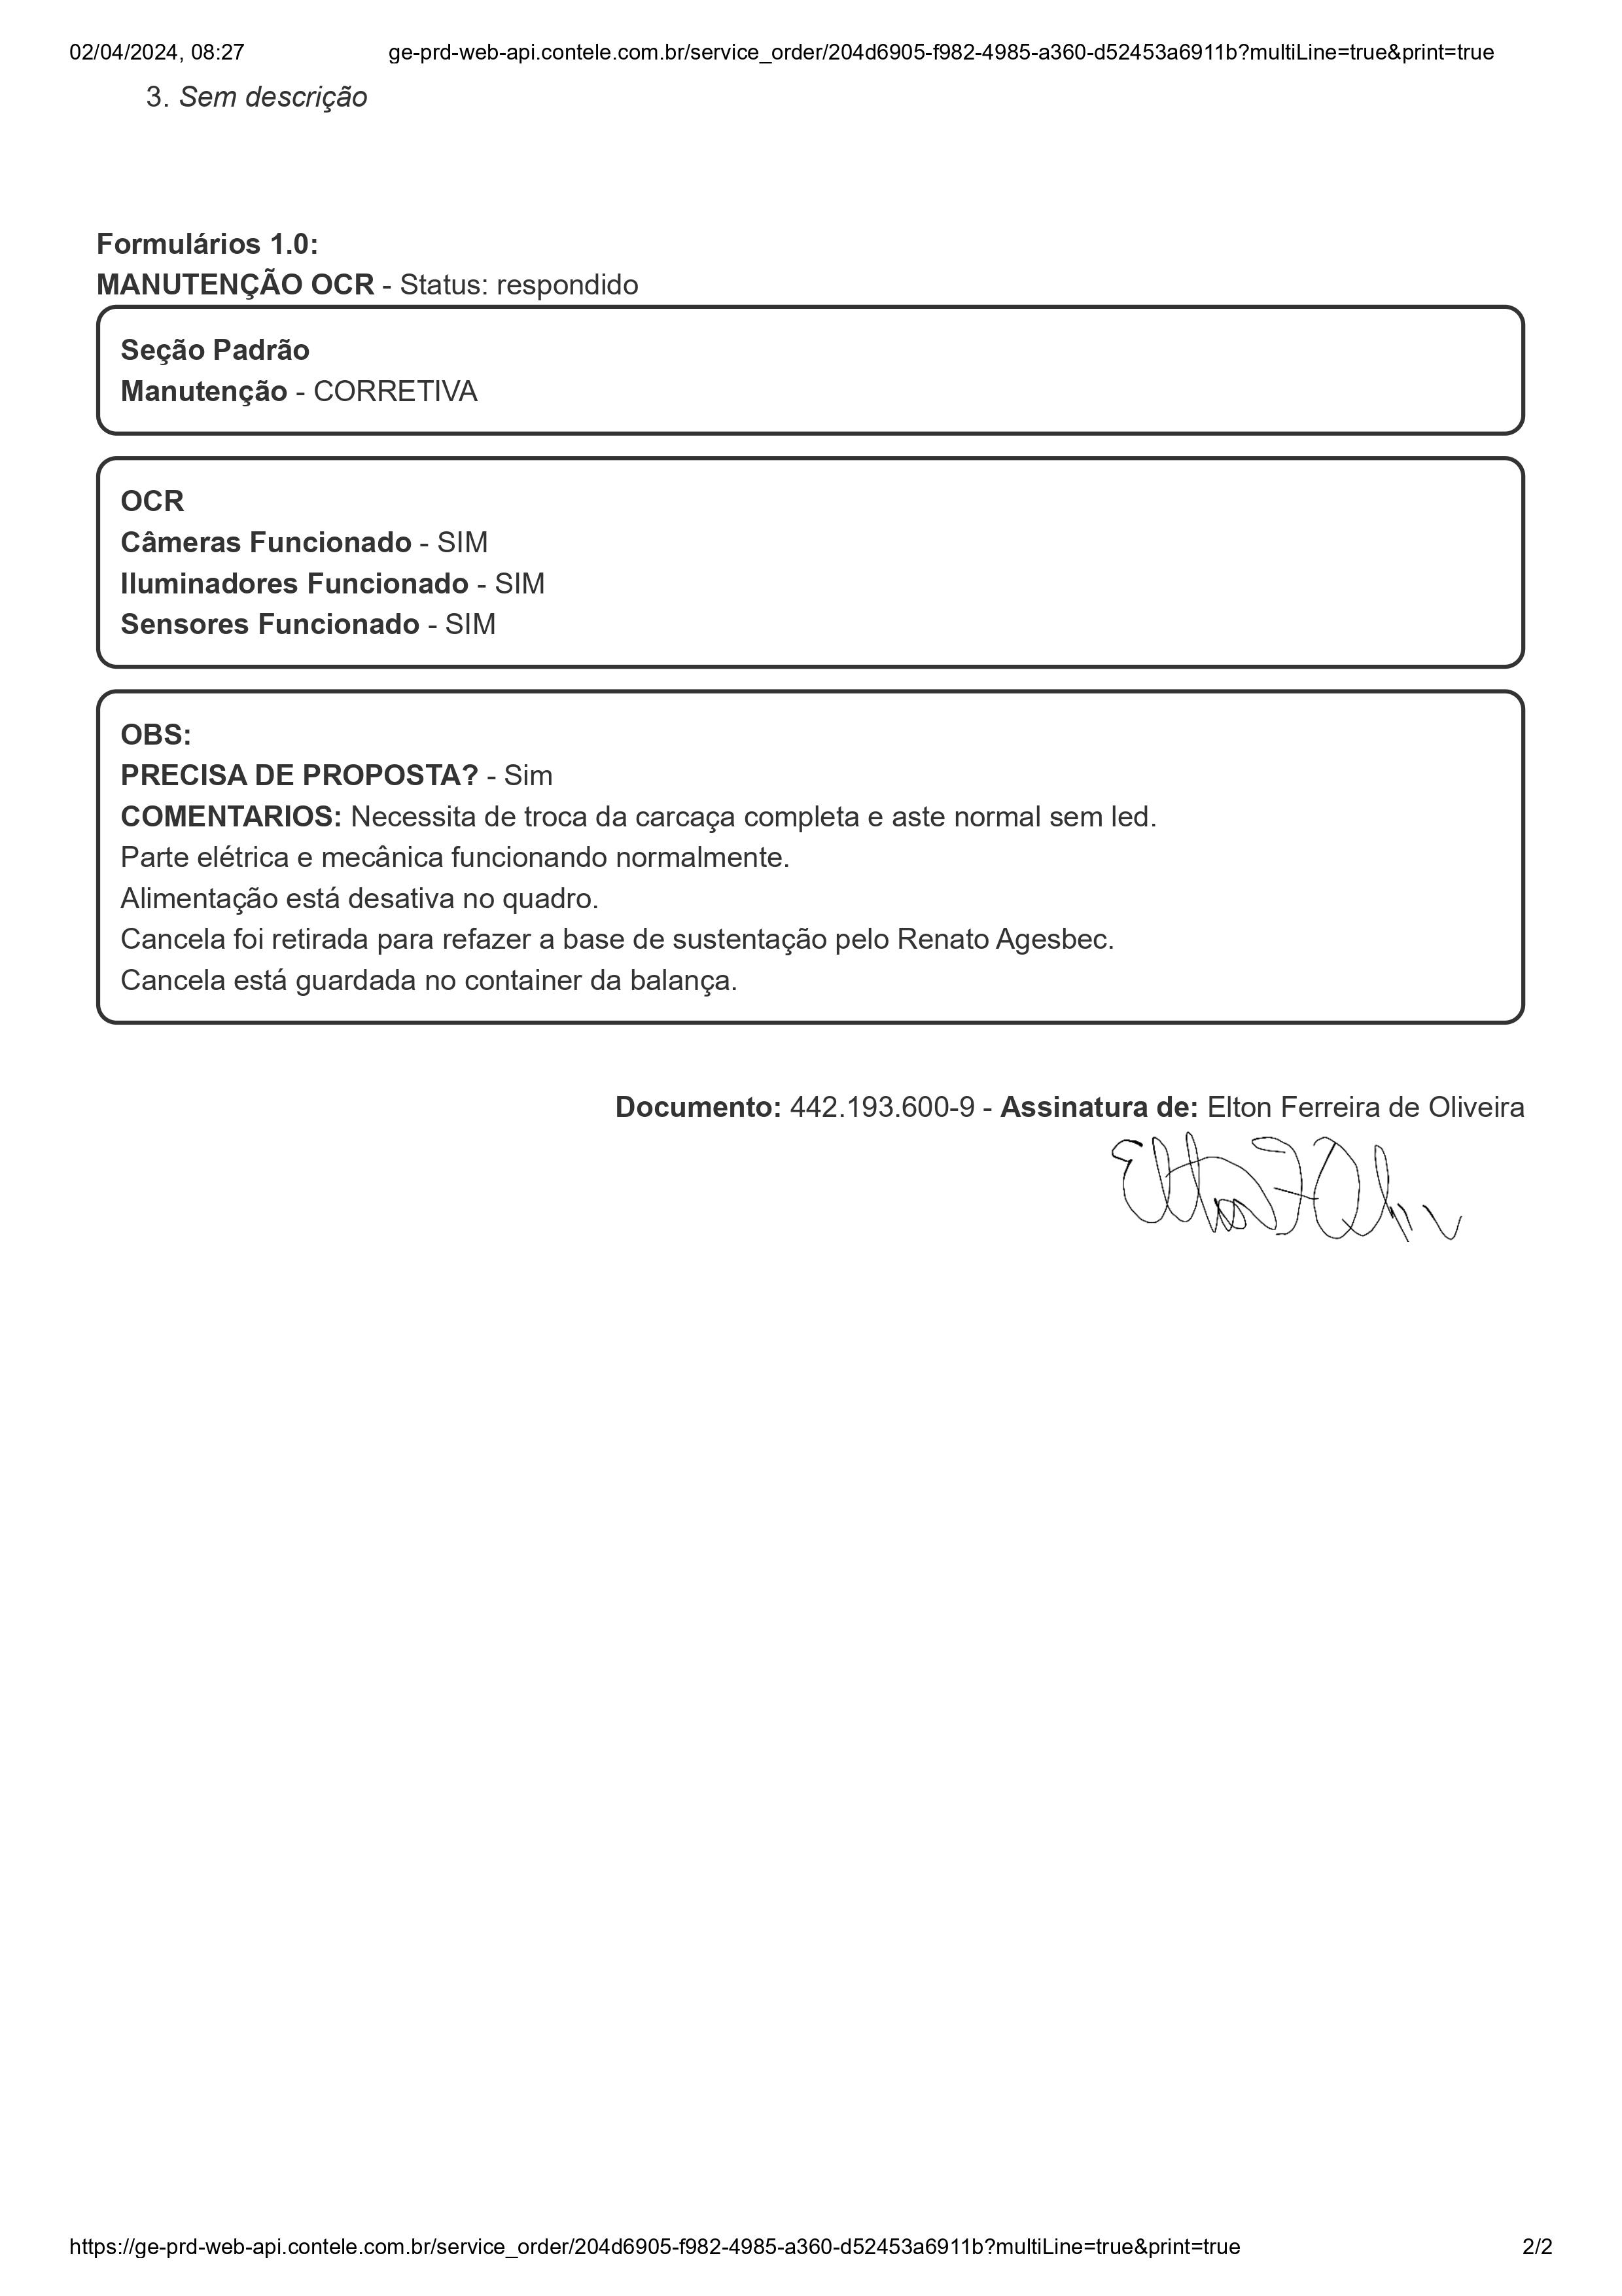 02/04/2024, 08:27 ge-prd-web-api.contele.com.br/service_order/204d6905-f982-4985-a360-d52453a6911b?multiLine=true&print=true
3. Sem descrição
Formulários 1.0:
MANUTENÇÃO OCR - Status: respondido
Seção Padrão
Manutenção - CORRETIVA
OCR
Câmeras Funcionado - SIM
Iluminadores Funcionado - SIM
Sensores Funcionado - SIM
OBS:
PRECISA DE PROPOSTA? - Sim
COMENTARIOS: Necessita de troca da carcaça completa e aste normal sem led.
Parte elétrica e mecânica funcionando normalmente.
Alimentação está desativa no quadro.
Cancela foi retirada para refazer a base de sustentação pelo Renato Agesbec.
Cancela está guardada no container da balança.
Documento: 442.193.600-9 - Assinatura de: Elton Ferreira de Oliveira
https://ge-prd-web-api.contele.com.br/service_order/204d6905-f982-4985-a360-d52453a6911b?multiLine=true&print=true 2/2